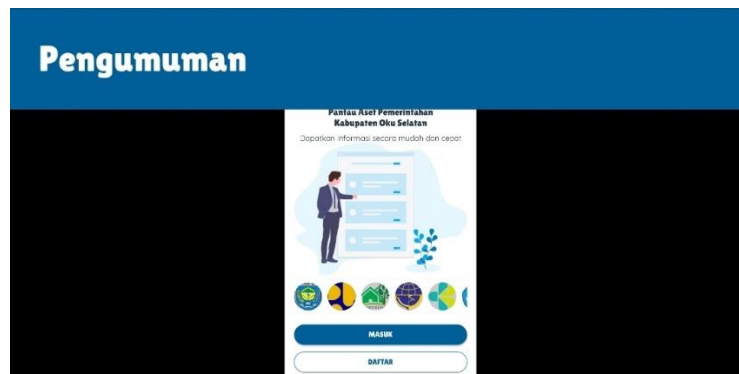 Pengumuman
Pantau Aset Pemerintahan
Kabupaten Oku Selatan
Dapatkan informasi secara mudah dan cepat
MASUK
DAFTAR